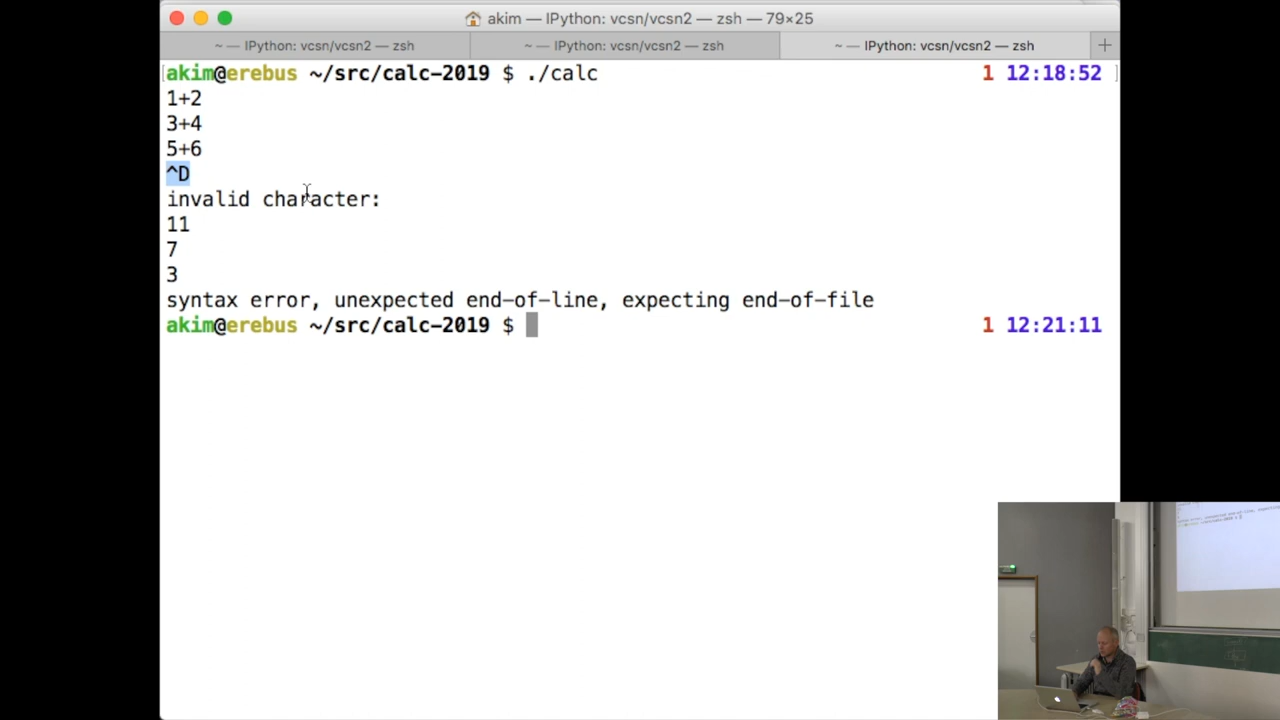 akim — IPython: vcsn/vcsn2 — zsh — 79×25
~ — IPython: vcsn/vcsn2 — zsh ~ — IPython: vcsn/vcsn2 — zsh ~ — IPython: vcsn/vcsn2 — zsh +
[akim@erebus ~/src/calc-2019 $ ./calc 1 12:18:52 ]
1+2
3+4
5+6
^D
invalid character:
11
7
3
syntax error, unexpected end-of-line, expecting end-of-file
akim@erebus ~/src/calc-2019 $ 1 12:21:11